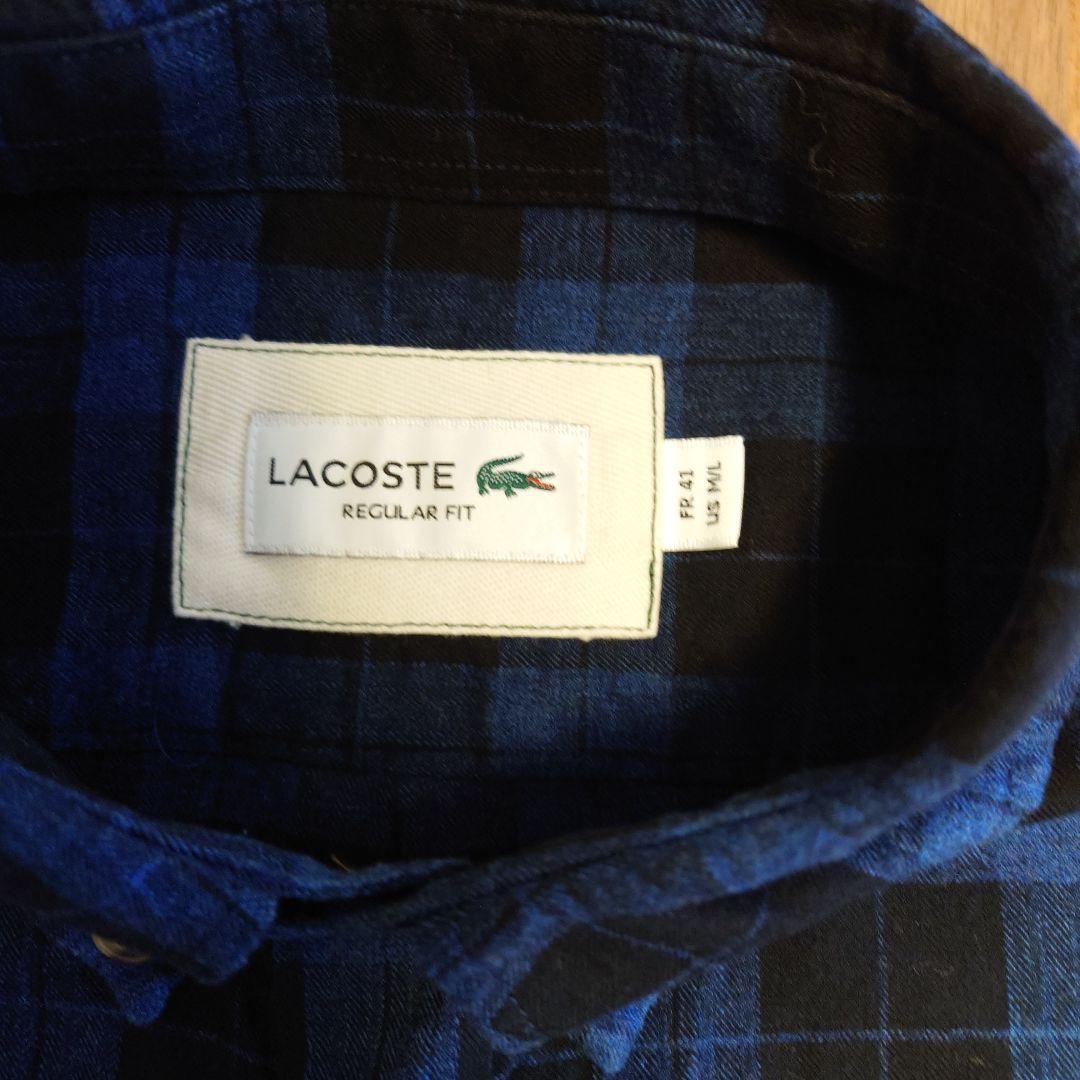 LACOSTE
REGULAR FIT
FR 41
US M/L